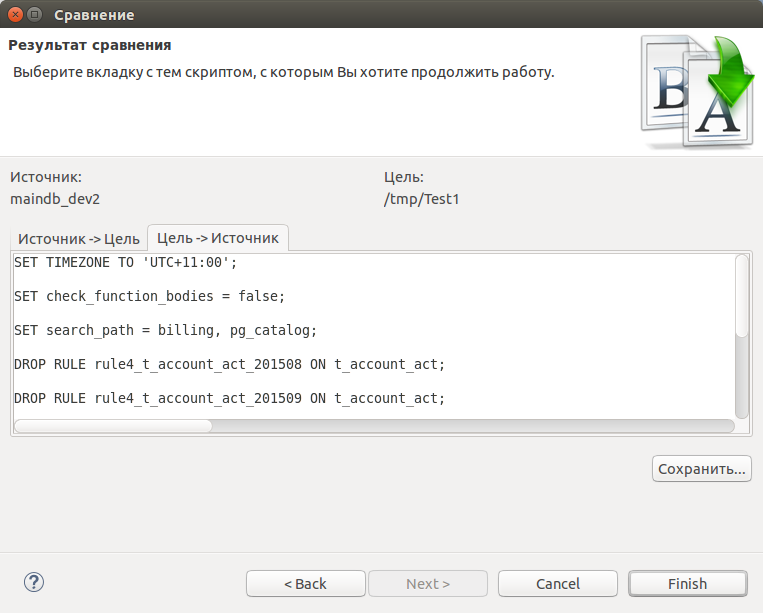 Сравнение
Результат сравнения
Выберите вкладку с тем скриптом, с которым Вы хотите продолжить работу.
B
A
Источник:
maindb_dev2
Цель:
/tmp/Test1
Источник -> Цель
Цель -> Источник
SET TIMEZONE TO 'UTC+11:00';
SET check_function_bodies = false;
SET search_path = billing, pg_catalog;
DROP RULE rule4_t_account_act_201508 ON t_account_act;
DROP RULE rule4_t_account_act_201509 ON t_account_act;
Сохранить...
?
< Back
Next >
Cancel
Finish